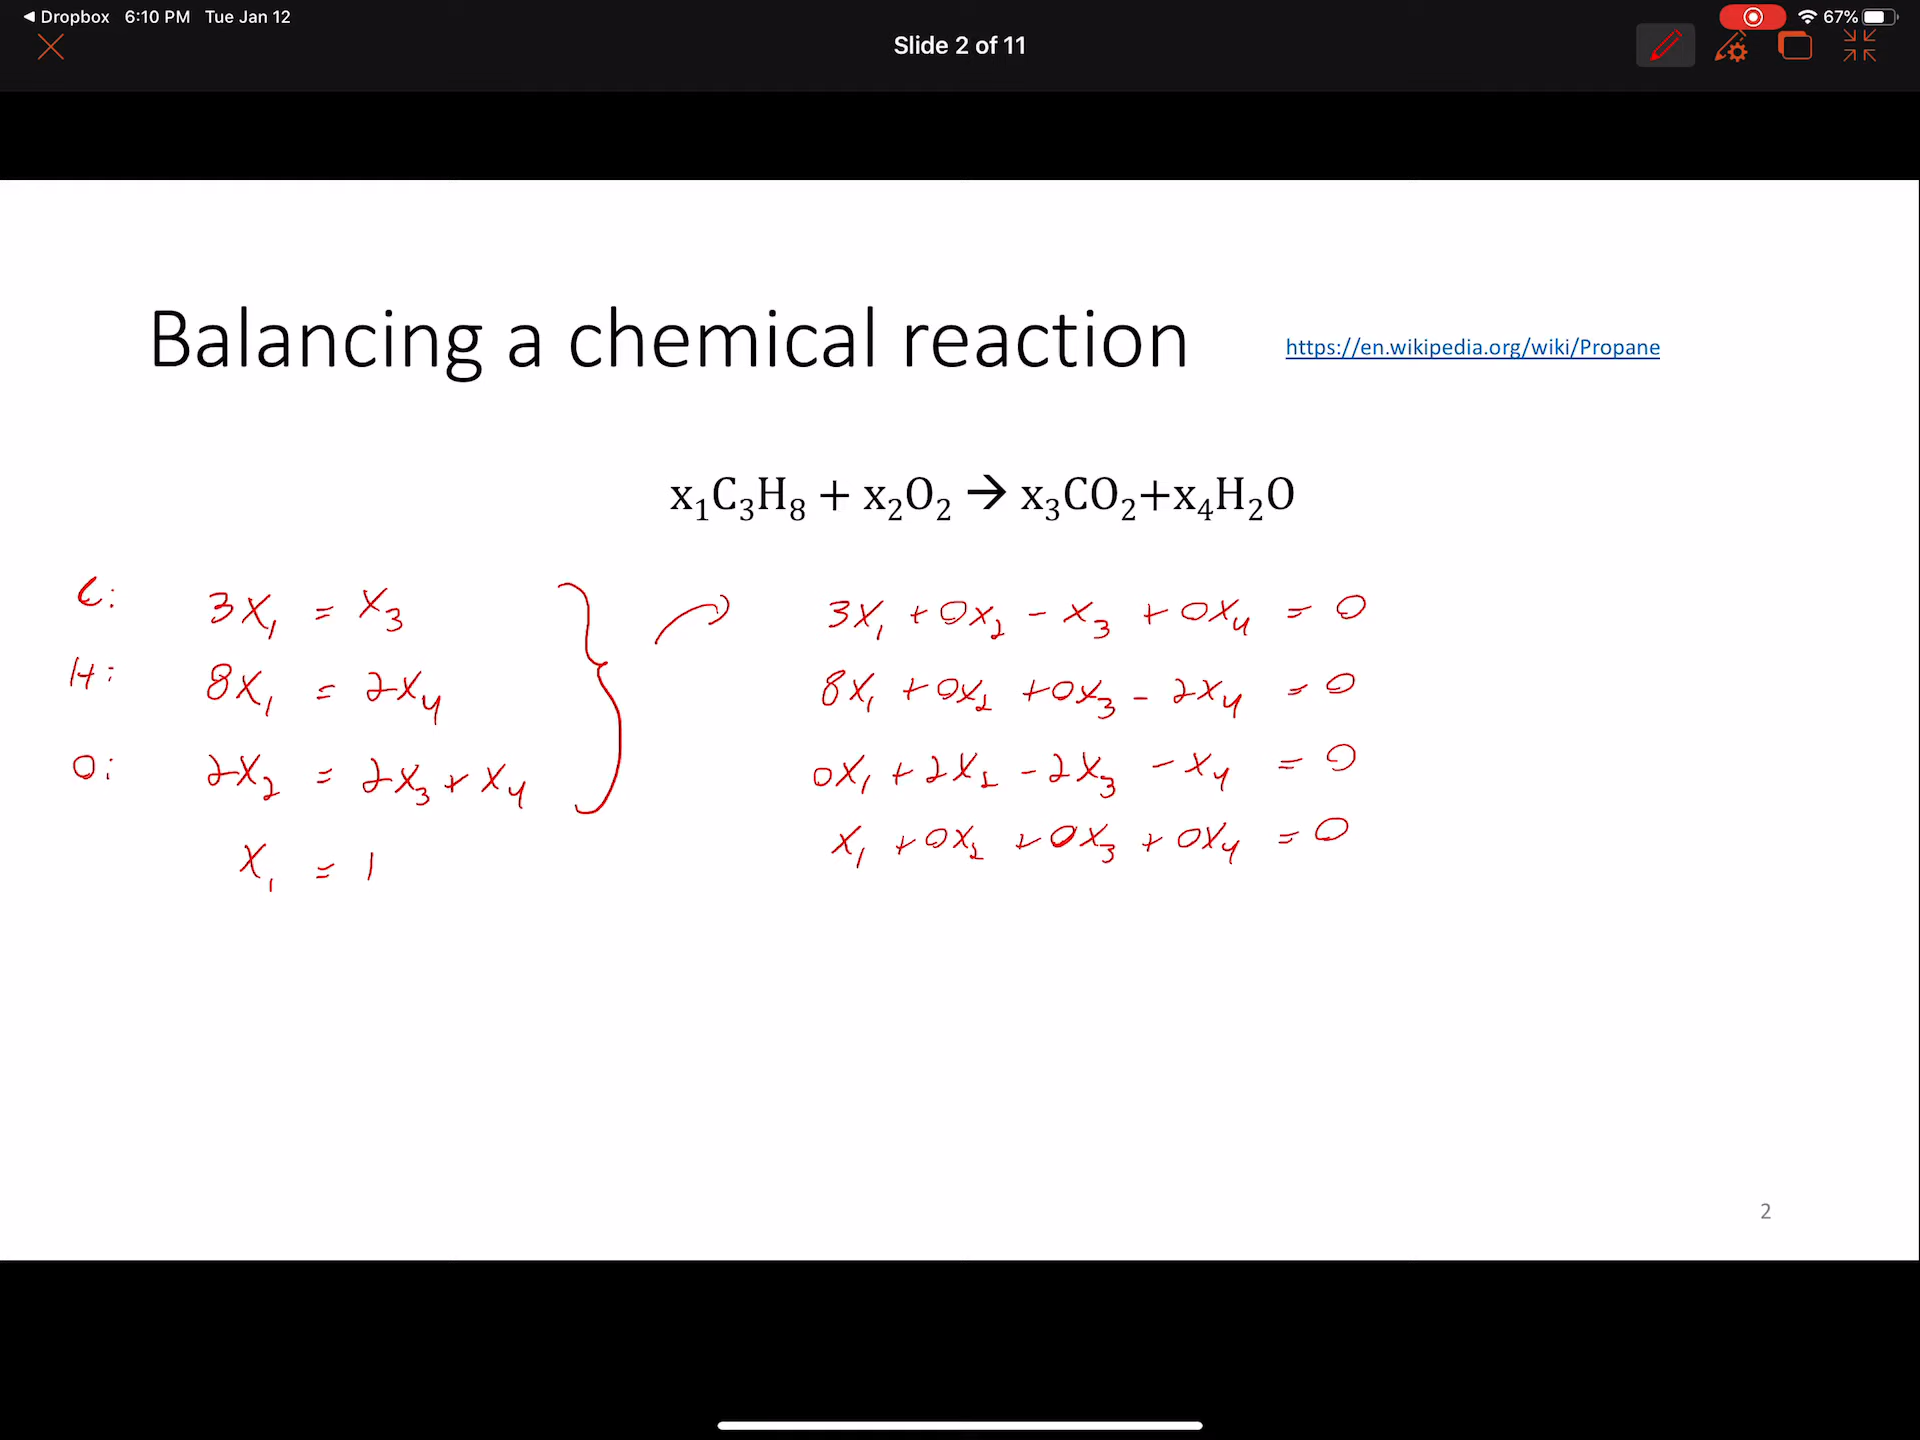 ◀ Dropbox 6:10 PM Tue Jan 12
67%
Slide 2 of 11
Balancing a chemical reaction
https://en.wikipedia.org/wiki/Propane
x₁C₃H₈ + x₂O₂ → x₃CO₂+x₄H₂O
C: 3x₁ = x₃
H: 8x₁ = 2x₄
O: 2x₂ = 2x₃ + x₄
x₁ = 1
3x₁ + 0x₂ - x₃ + 0x₄ = 0
8x₁ + 0x₂ + 0x₃ - 2x₄ = 0
0x₁ + 2x₂ - 2x₃ - x₄ = 0
x₁ + 0x₂ + 0x₃ + 0x₄ = 0
2